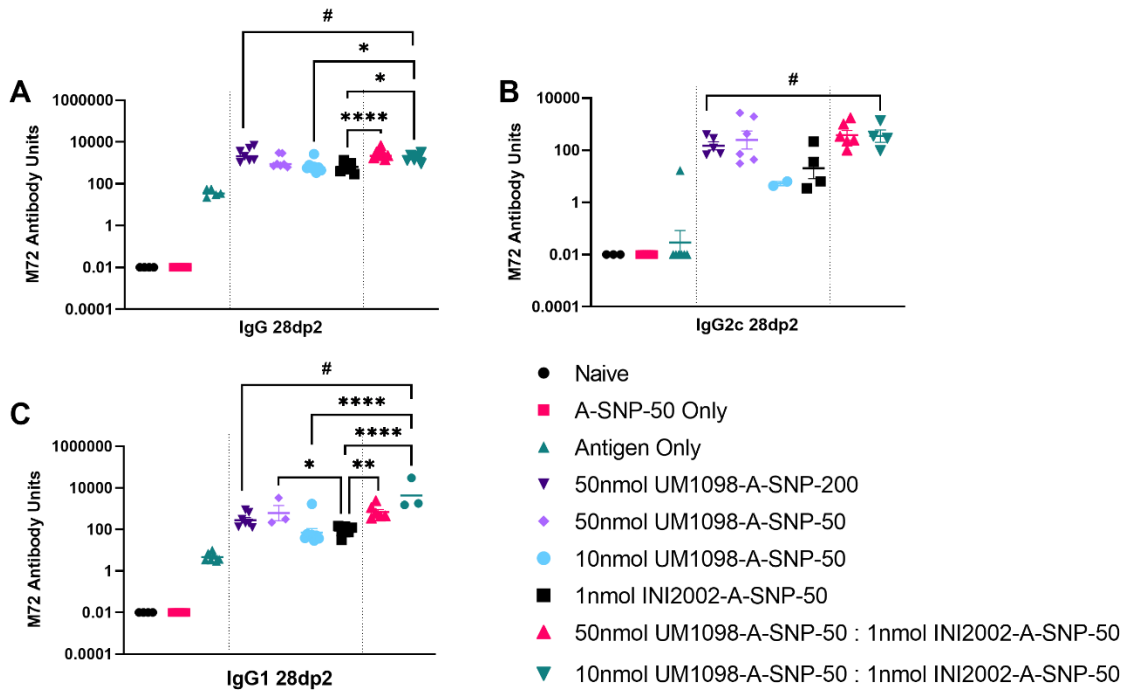 A
#
*
*
****
M72 Antibody Units
1000000
10000
100
1
0.01
0.0001
IgG 28dp2
B
#
M72 Antibody Units
10000
100
1
0.01
0.0001
IgG2c 28dp2
C
#
****
****
*
**
M72 Antibody Units
1000000
10000
100
1
0.01
0.0001
IgG1 28dp2
Naive
A-SNP-50 Only
Antigen Only
50nmol UM1098-A-SNP-200
50nmol UM1098-A-SNP-50
10nmol UM1098-A-SNP-50
1nmol INI2002-A-SNP-50
50nmol UM1098-A-SNP-50 : 1nmol INI2002-A-SNP-50
10nmol UM1098-A-SNP-50 : 1nmol INI2002-A-SNP-50